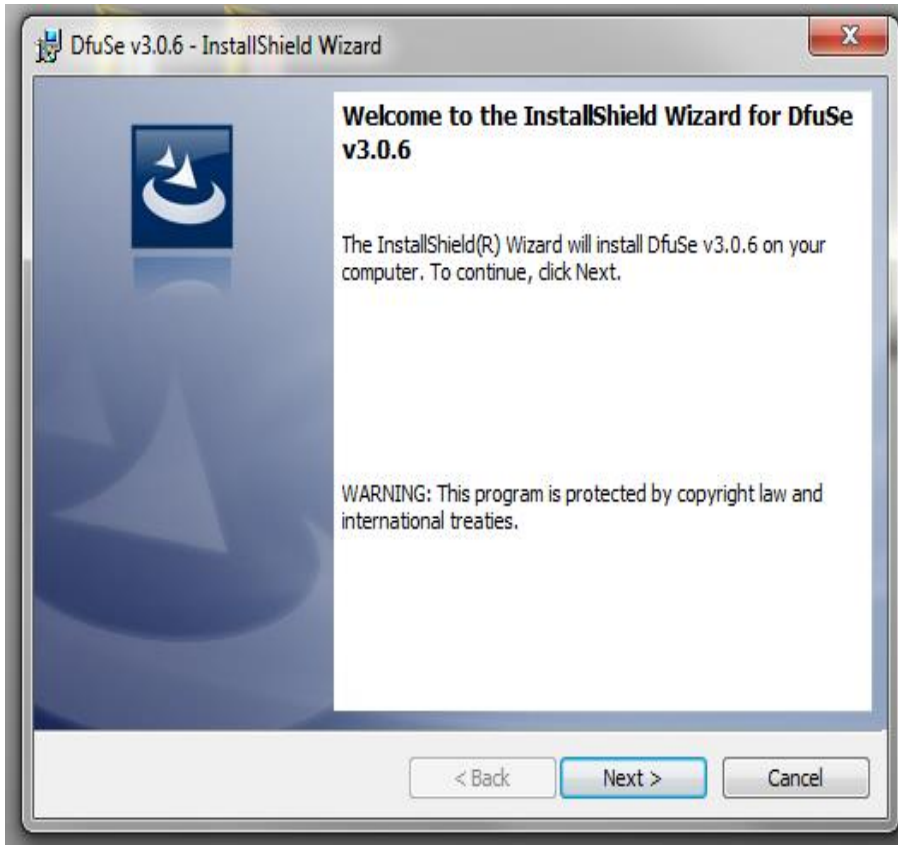 DfuSe v3.0.6 - InstallShield Wizard
X
Welcome to the InstallShield Wizard for DfuSe
v3.0.6
The InstallShield(R) Wizard will install DfuSe v3.0.6 on your
computer. To continue, click Next.
WARNING: This program is protected by copyright law and
international treaties.
< Back
Next >
Cancel